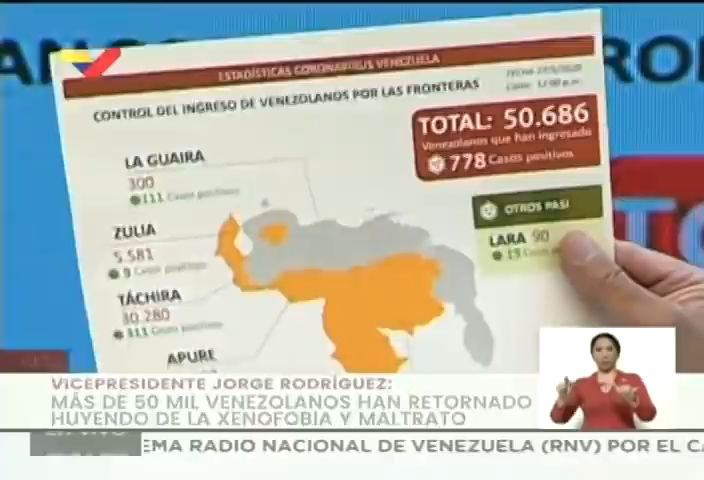 ESTADÍSTICAS CORONAVIRUS VENEZUELA
CONTROL DEL INGRESO DE VENEZOLANOS POR LAS FRONTERAS
TOTAL: 50.686
Venezolanos que han ingresado
778 Casos positivos
LA GUAIRA
300
111 Casos positivos
ZULIA
5.581
9 Casos positivos
TÁCHIRA
30.280
311 Casos positivos
APURE
OTROS PASI
LARA 90
19 Casos
VICEPRESIDENTE JORGE RODRÍGUEZ:
MÁS DE 50 MIL VENEZOLANOS HAN RETORNADO
HUYENDO DE LA XENOFOBIA Y MALTRATO
EMA RADIO NACIONAL DE VENEZUELA (RNV) POR EL CA